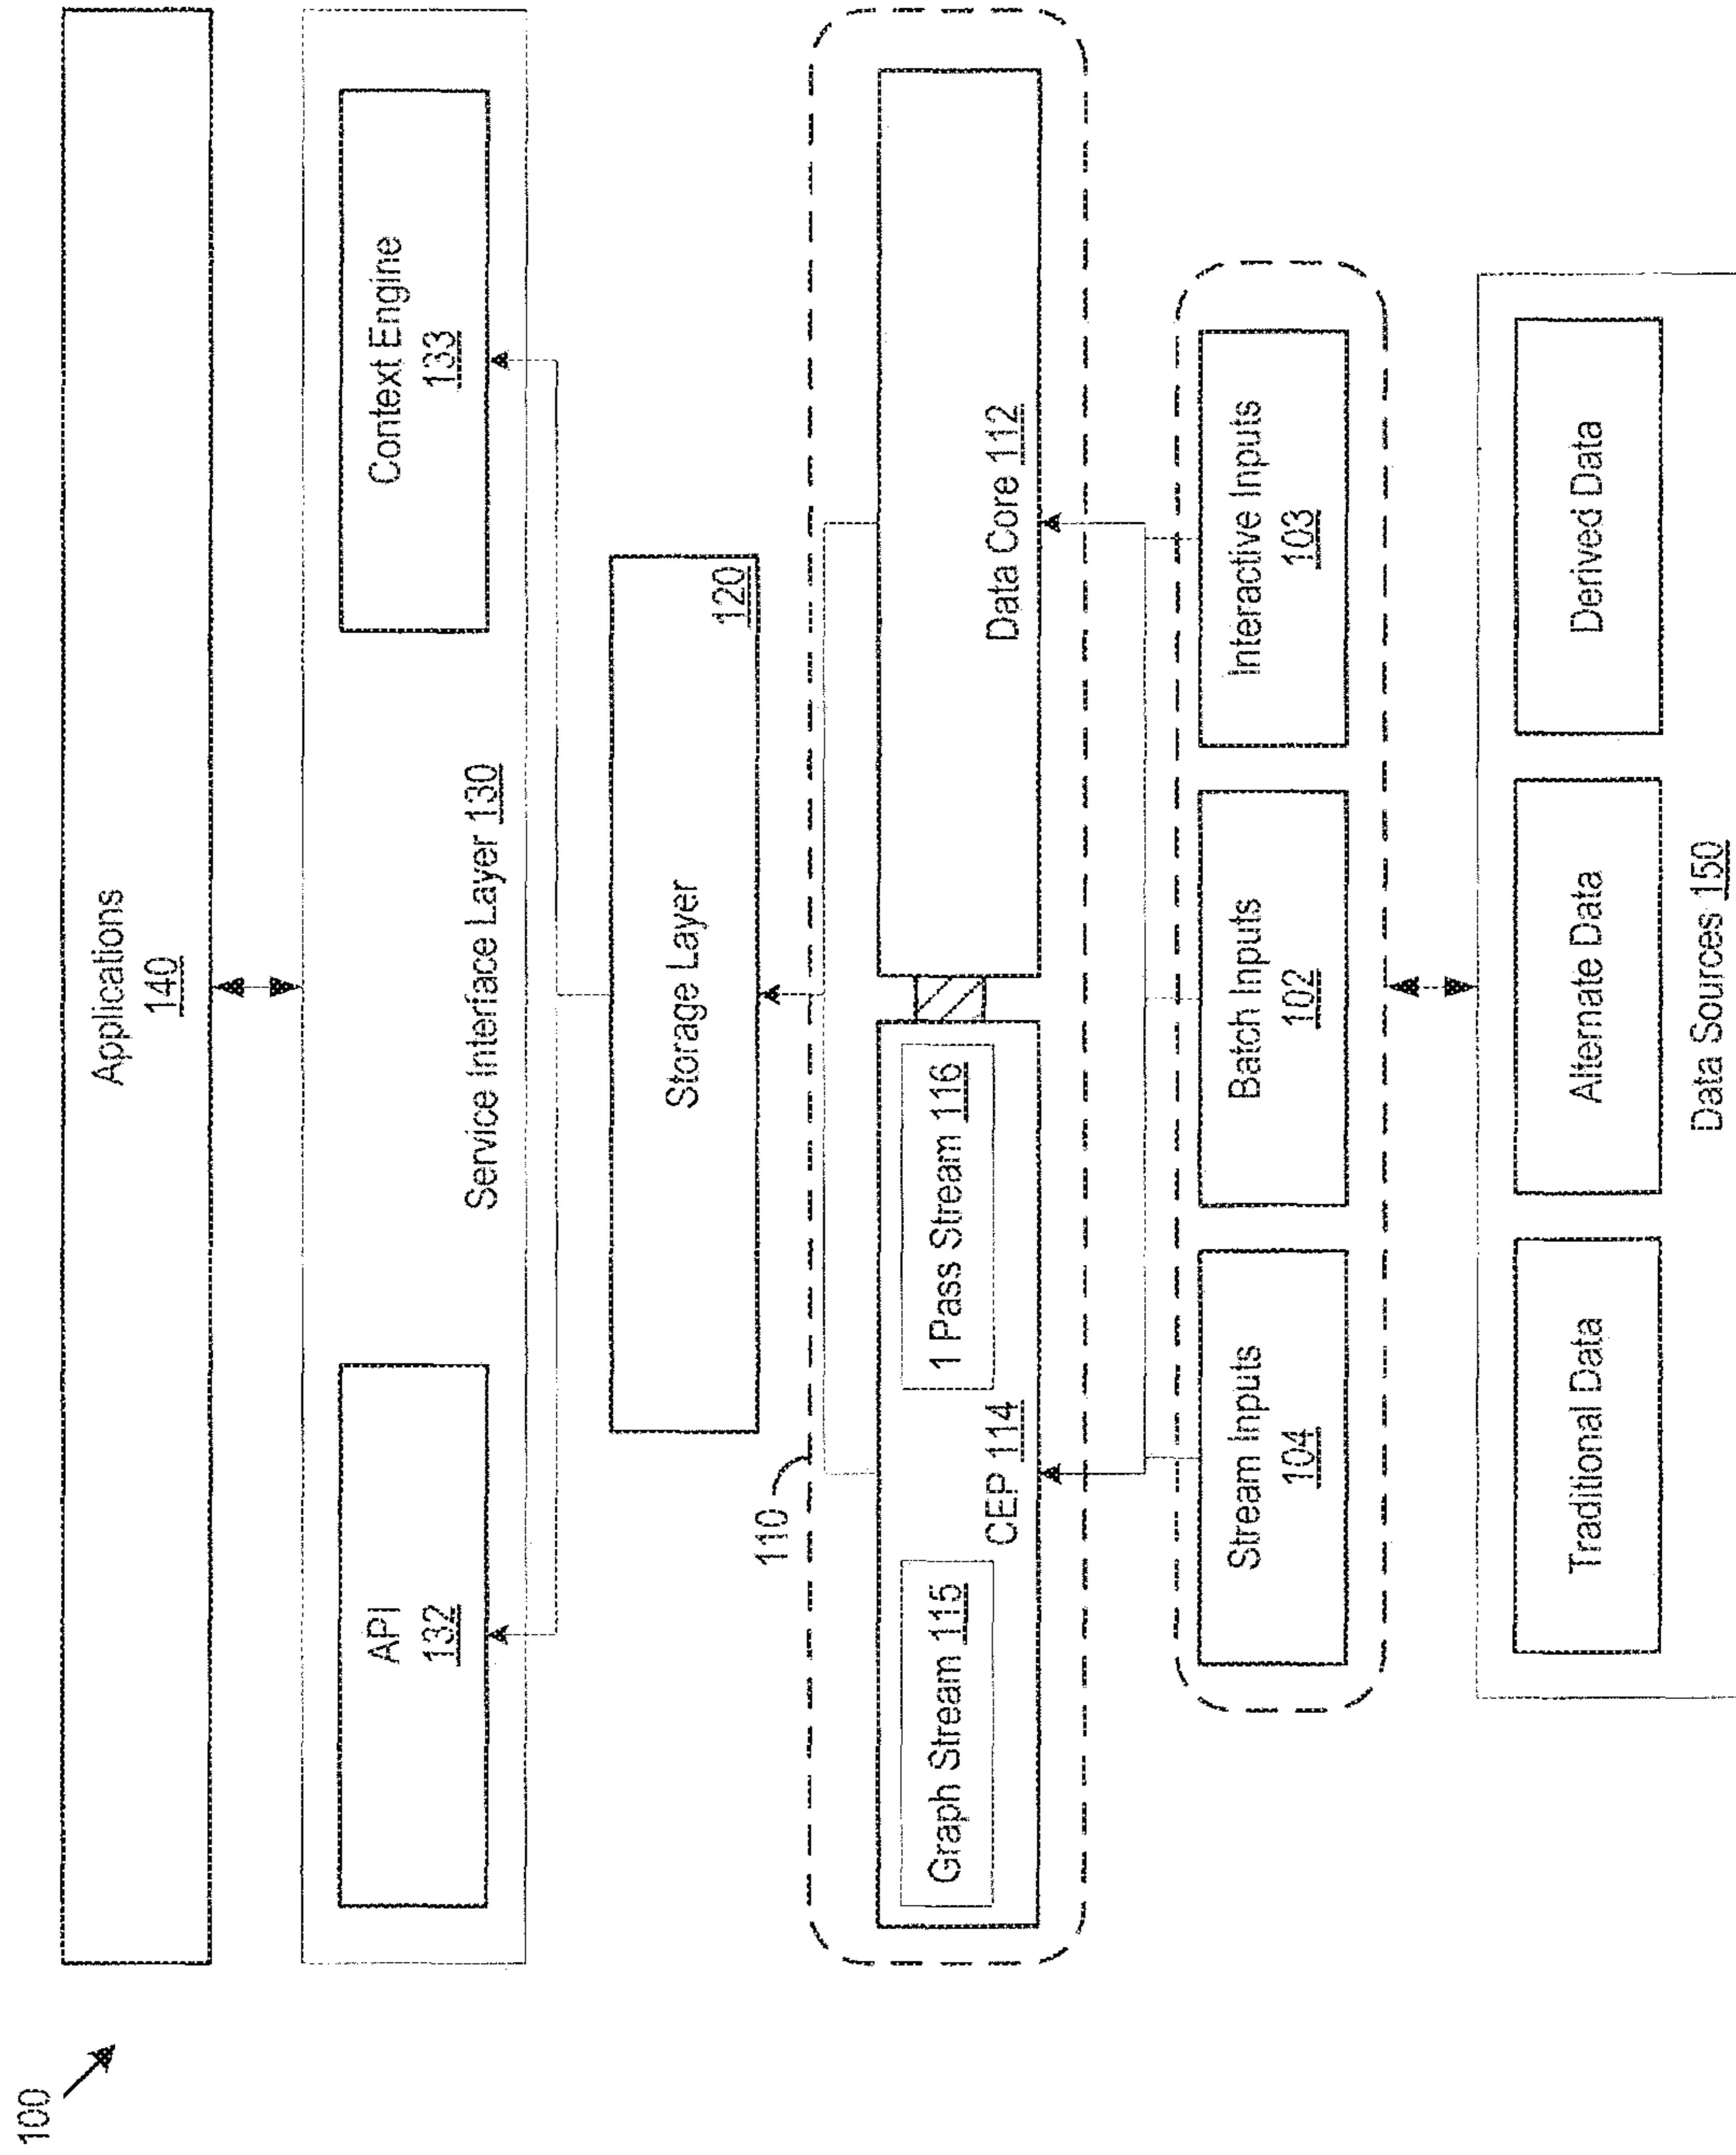 100
Applications
140
API
132
Service Interface Layer 130
Context Engine
133
Storage Layer
120
110
Graph Stream 115
1 Pass Stream 116
CEP 114
Data Core 112
Stream Inputs
104
Batch Inputs
102
Interactive Inputs
103
Traditional Data
Alternate Data
Derived Data
Data Sources 150